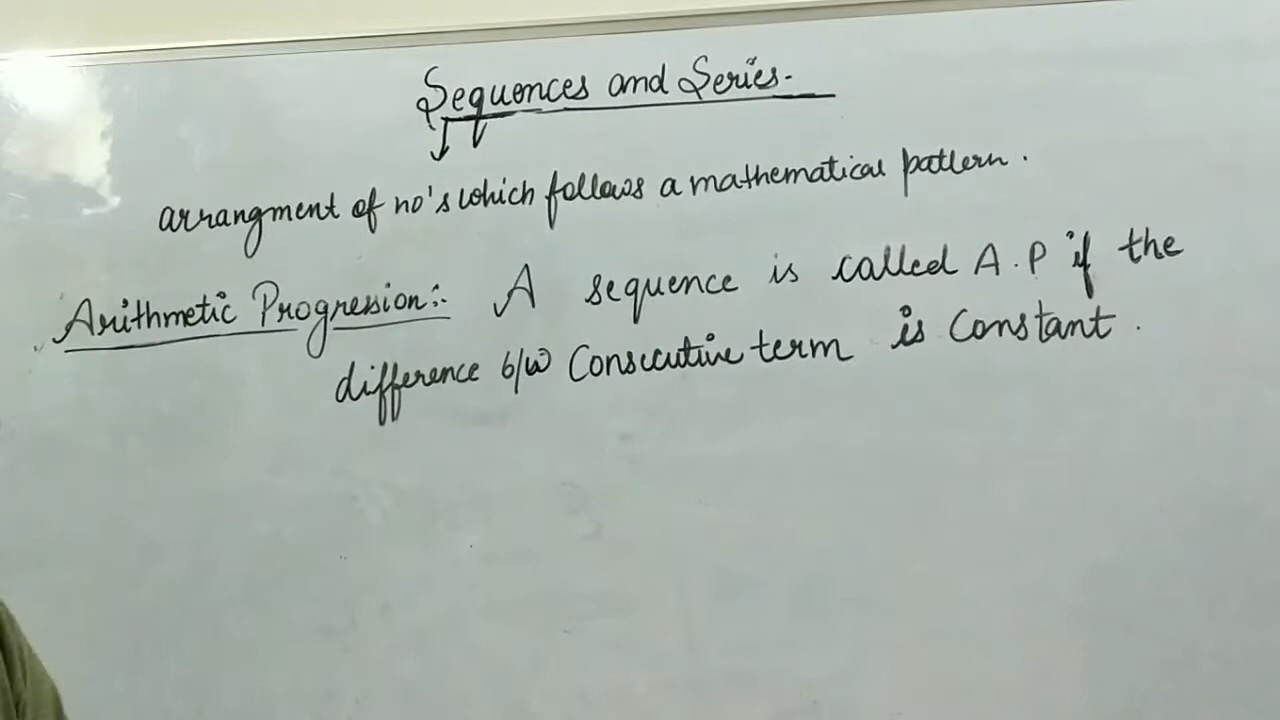 Sequences and Series-
arrangment of no's which follows a mathematical pattern.
Arithmetic Progression:- A sequence is called A.P if the
difference b/w Consecutive term is Constant.